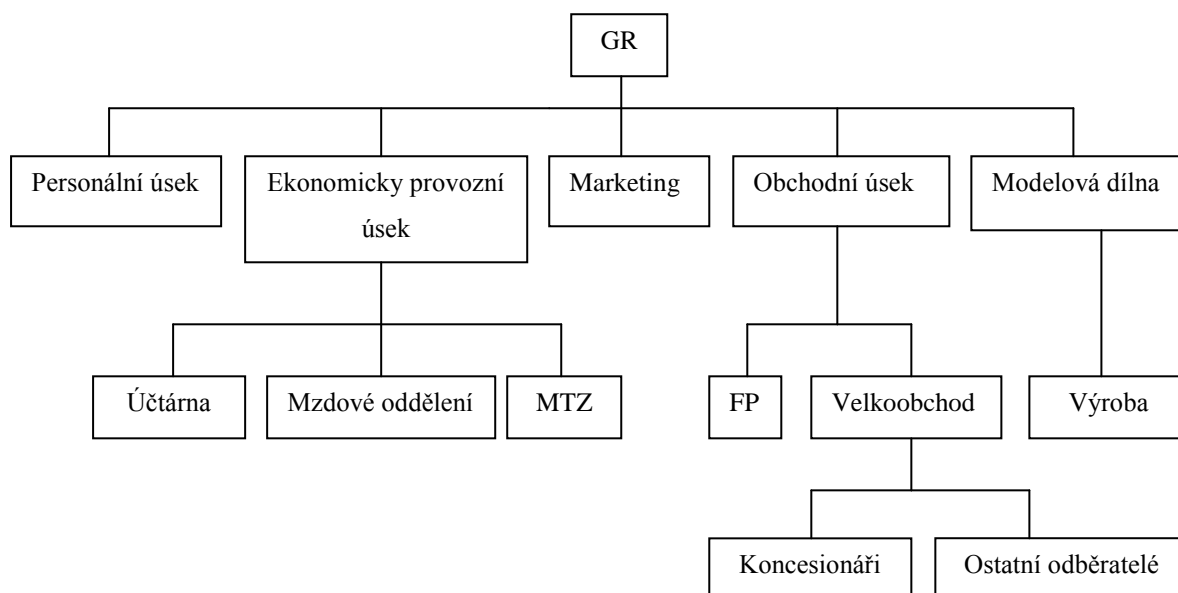 GR
Personální úsek
Ekonomicky provozní
úsek
Marketing
Obchodní úsek
Modelová dílna
Účtárna
Mzdové oddělení
MTZ
FP
Velkoobchod
Výroba
Koncesionáři
Ostatní odběratelé